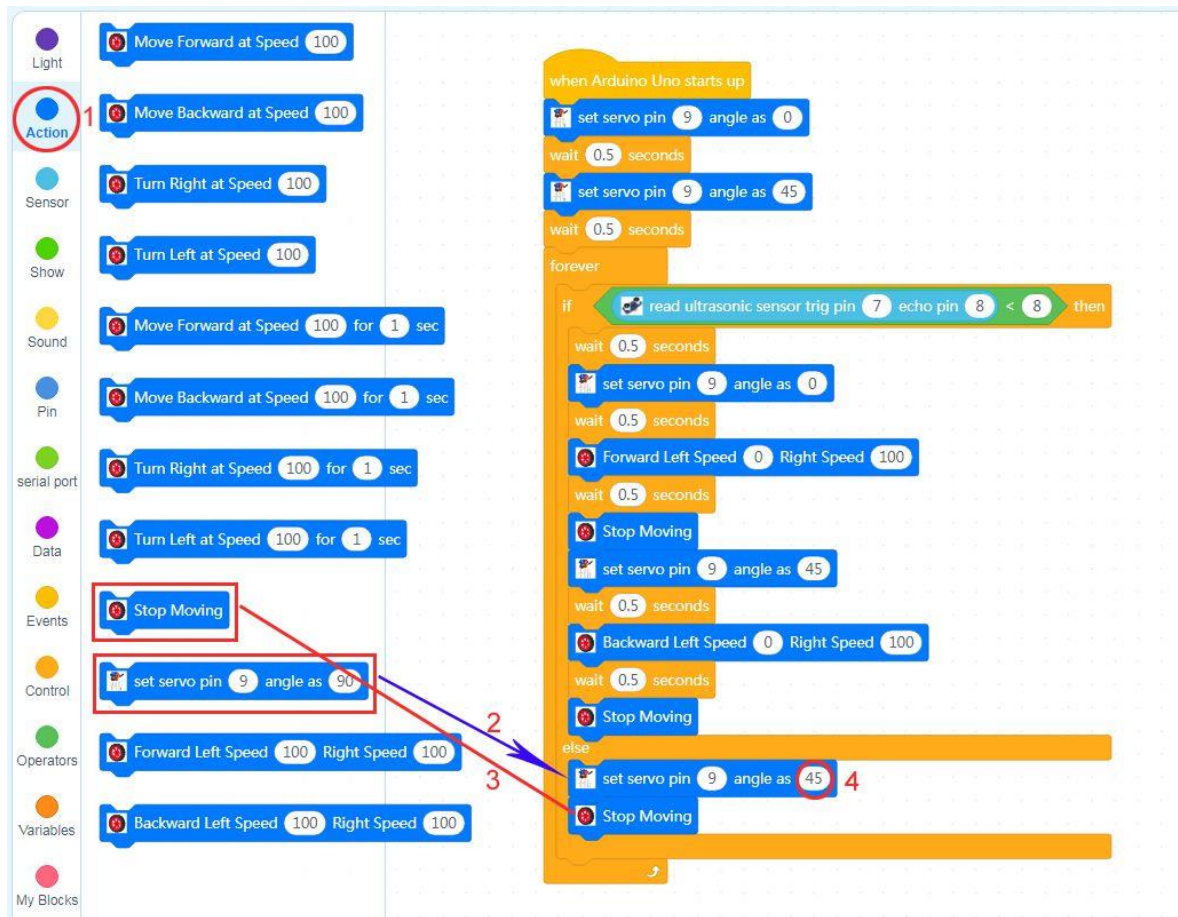 Light
Action
Sensor
Show
Sound
Pin
serial port
Data
Events
Control
Operators
Variables
My Blocks
1
Move Forward at Speed 100
Move Backward at Speed 100
Turn Right at Speed 100
Turn Left at Speed 100
Move Forward at Speed 100 for 1 sec
Move Backward at Speed 100 for 1 sec
Turn Right at Speed 100 for 1 sec
Turn Left at Speed 100 for 1 sec
Stop Moving
set servo pin 9 angle as 90
Forward Left Speed 100 Right Speed 100
Backward Left Speed 100 Right Speed 100
2
3
when Arduino Uno starts up
set servo pin 9 angle as 0
wait 0.5 seconds
set servo pin 9 angle as 45
wait 0.5 seconds
forever
if read ultrasonic sensor trig pin 7 echo pin 8 < 8 then
wait 0.5 seconds
set servo pin 9 angle as 0
wait 0.5 seconds
Forward Left Speed 0 Right Speed 100
wait 0.5 seconds
Stop Moving
set servo pin 9 angle as 45
wait 0.5 seconds
Backward Left Speed 0 Right Speed 100
wait 0.5 seconds
Stop Moving
else
set servo pin 9 angle as 45 4
Stop Moving